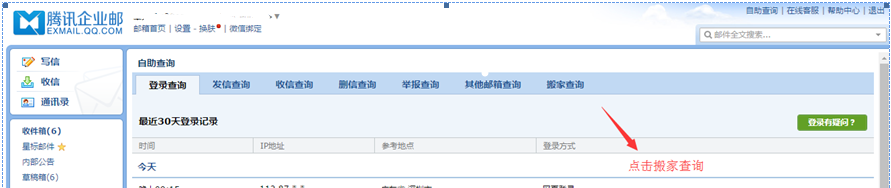 腾讯企业邮
EXMAIL.QQ.COM
邮箱首页 | 设置 - 换肤 | 微信绑定
自助查询 | 在线客服 | 帮助中心 | 退出
邮件全文搜索...
写信
收信
通讯录
收件箱(6)
星标邮件
内部公告
草稿箱(6)
自助查询
登录查询 发信查询 收信查询 删信查询 举报查询 其他邮箱查询 搬家查询
最近30天登录记录
登录有疑问？
时间 IP地址 参考地点 登录方式
今天
点击搬家查询